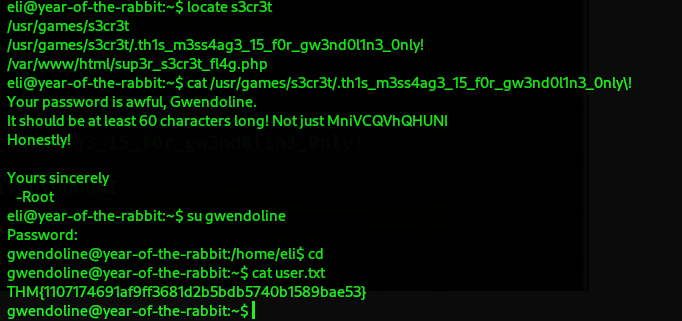 eli@year-of-the-rabbit:~$ locate s3cr3t
/usr/games/s3cr3t
/usr/games/s3cr3t/.th1s_m3ss4ag3_15_f0r_gw3nd0l1n3_0nly!
/var/www/html/sup3r_s3cr3t_fl4g.php
eli@year-of-the-rabbit:~$ cat /usr/games/s3cr3t/.th1s_m3ss4ag3_15_f0r_gw3nd0l1n3_0nly\!
Your password is awful, Gwendoline.
It should be at least 60 characters long! Not just MniVCQVhQHUNI
Honestly!
Yours sincerely
-Root
eli@year-of-the-rabbit:~$ su gwendoline
Password:
gwendoline@year-of-the-rabbit:/home/eli$ cd
gwendoline@year-of-the-rabbit:~$ cat user.txt
THM{1107174691af9ff3681d2b5bdb5740b1589bae53}
gwendoline@year-of-the-rabbit:~$